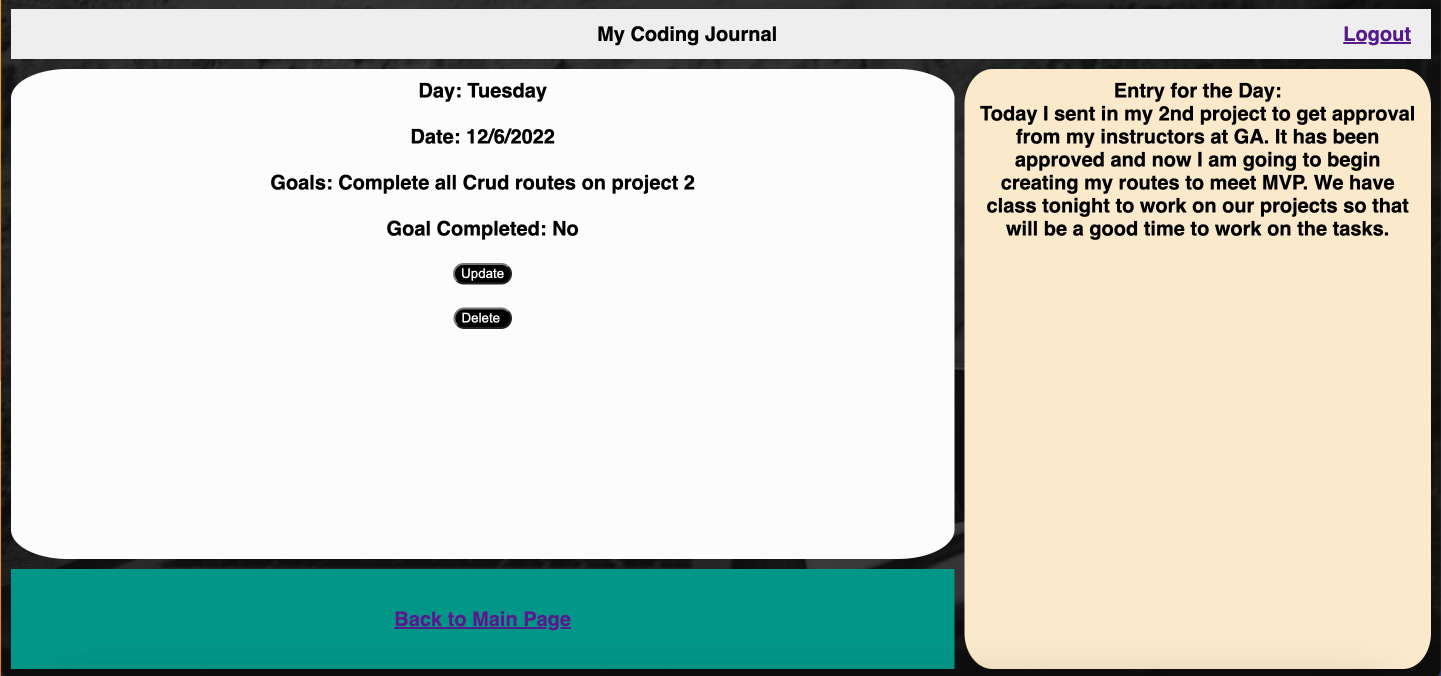 My Coding Journal
Logout
Day: Tuesday
Date: 12/6/2022
Goals: Complete all Crud routes on project 2
Goal Completed: No
Update
Delete
Back to Main Page
Entry for the Day:
Today I sent in my 2nd project to get approval
from my instructors at GA. It has been
approved and now I am going to begin
creating my routes to meet MVP. We have
class tonight to work on our projects so that
will be a good time to work on the tasks.